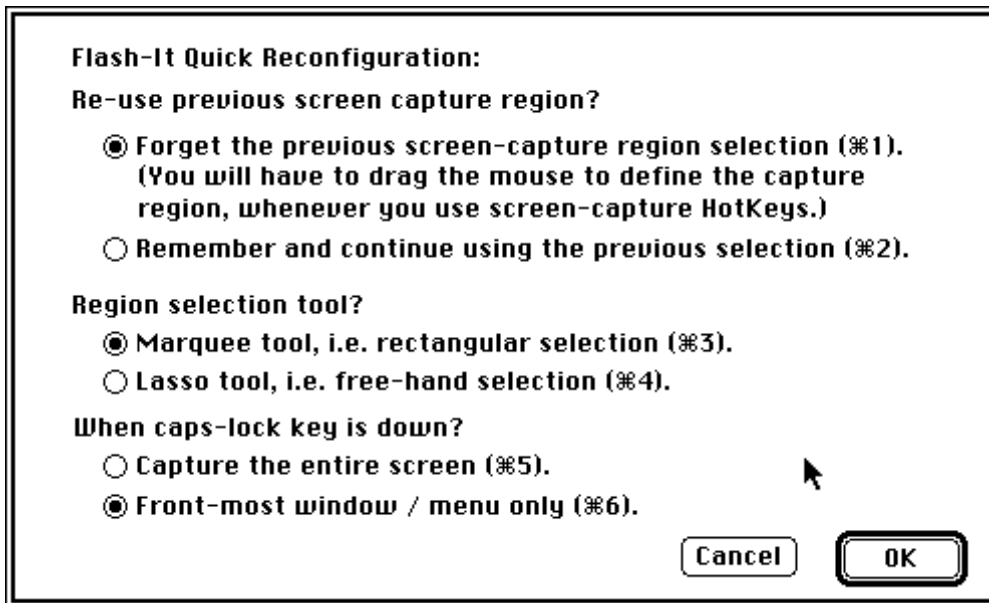 Flash-It Quick Reconfiguration:
Re-use previous screen capture region?
Forget the previous screen-capture region selection (⌘1).
(You will have to drag the mouse to define the capture
region, whenever you use screen-capture HotKeys.)
Remember and continue using the previous selection (⌘2).
Region selection tool?
Marquee tool, i.e. rectangular selection (⌘3).
Lasso tool, i.e. free-hand selection (⌘4).
When caps-lock key is down?
Capture the entire screen (⌘5).
Front-most window / menu only (⌘6).
Cancel OK